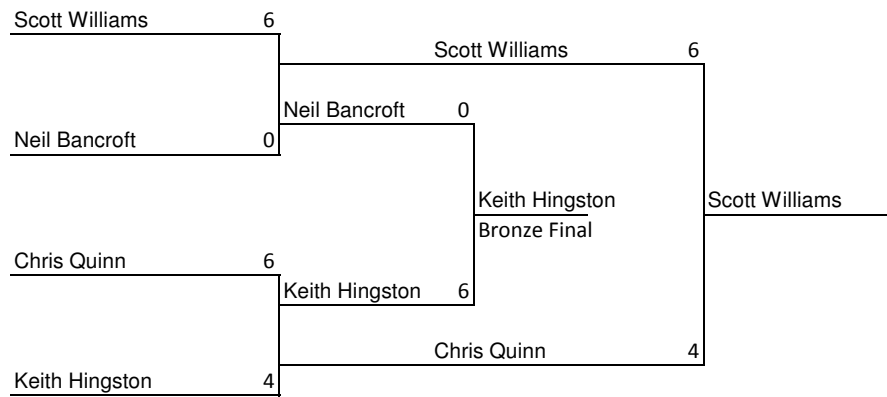 Scott Williams 6
Scott Williams 6
Neil Bancroft 0
Neil Bancroft 0
Keith Hingston
Scott Williams
Bronze Final
Chris Quinn 6
Keith Hingston 6
Chris Quinn 4
Keith Hingston 4